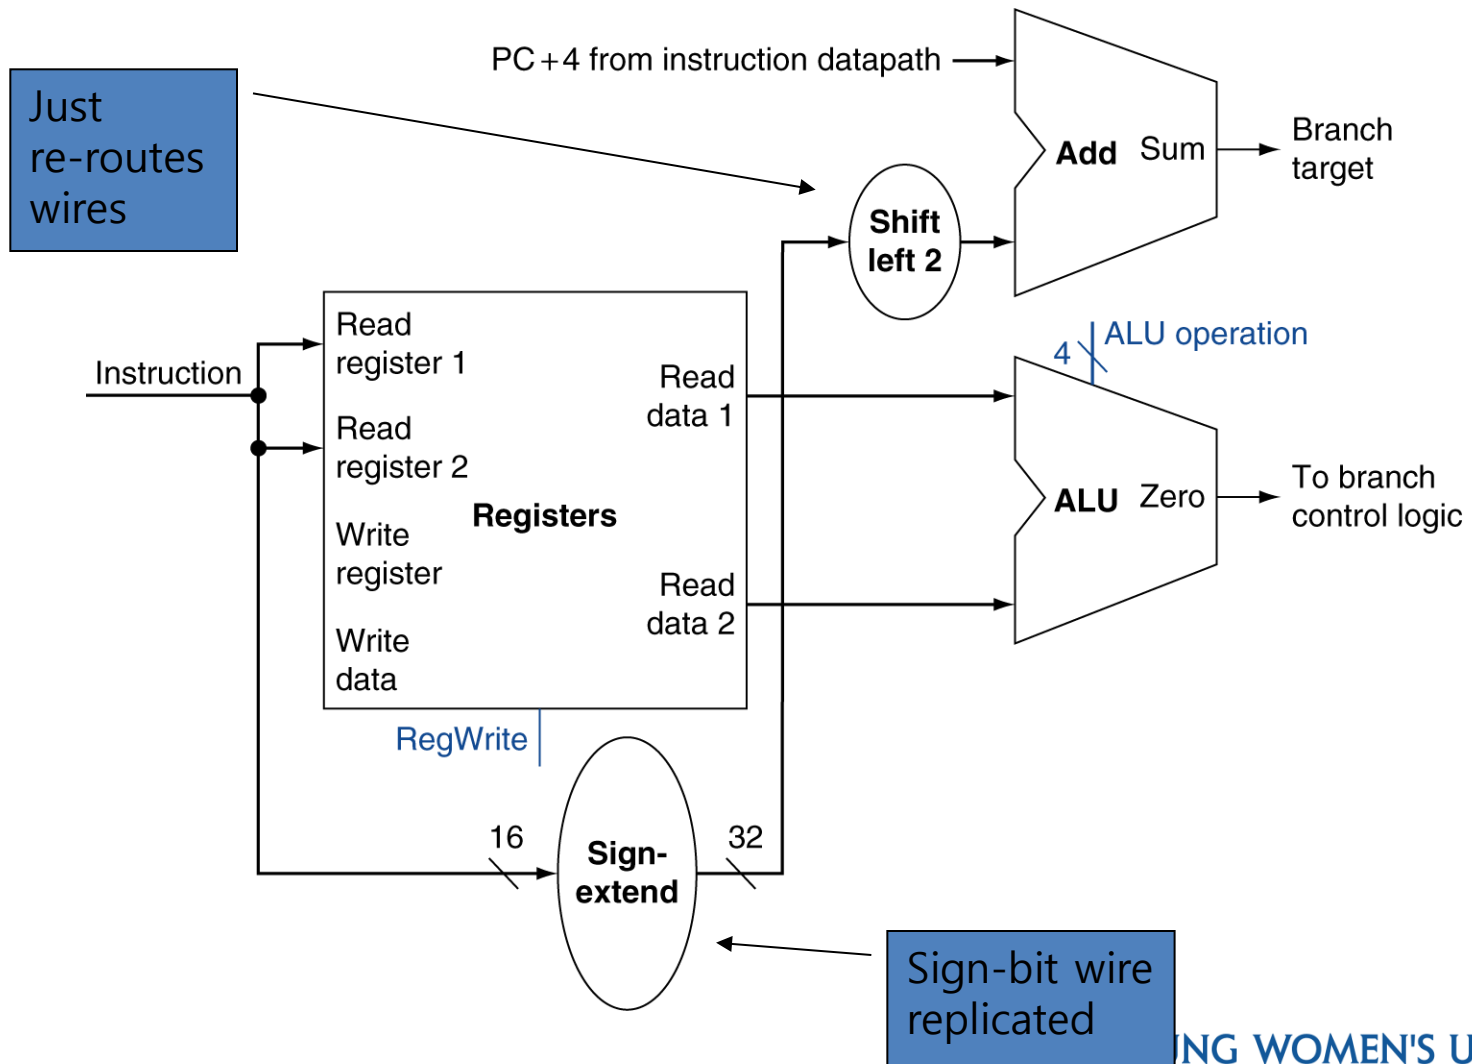 PC+4 from instruction datapath
Just
re-routes
wires
Add Sum
Branch
target
Shift
left 2
ALU operation
4
Instruction
Read
register 1
Read
data 1
Read
register 2
Registers
ALU Zero
To branch
control logic
Write
register
Read
data 2
Write
data
RegWrite
16
32
Sign-
extend
Sign-bit wire
replicated
WOMEN'S